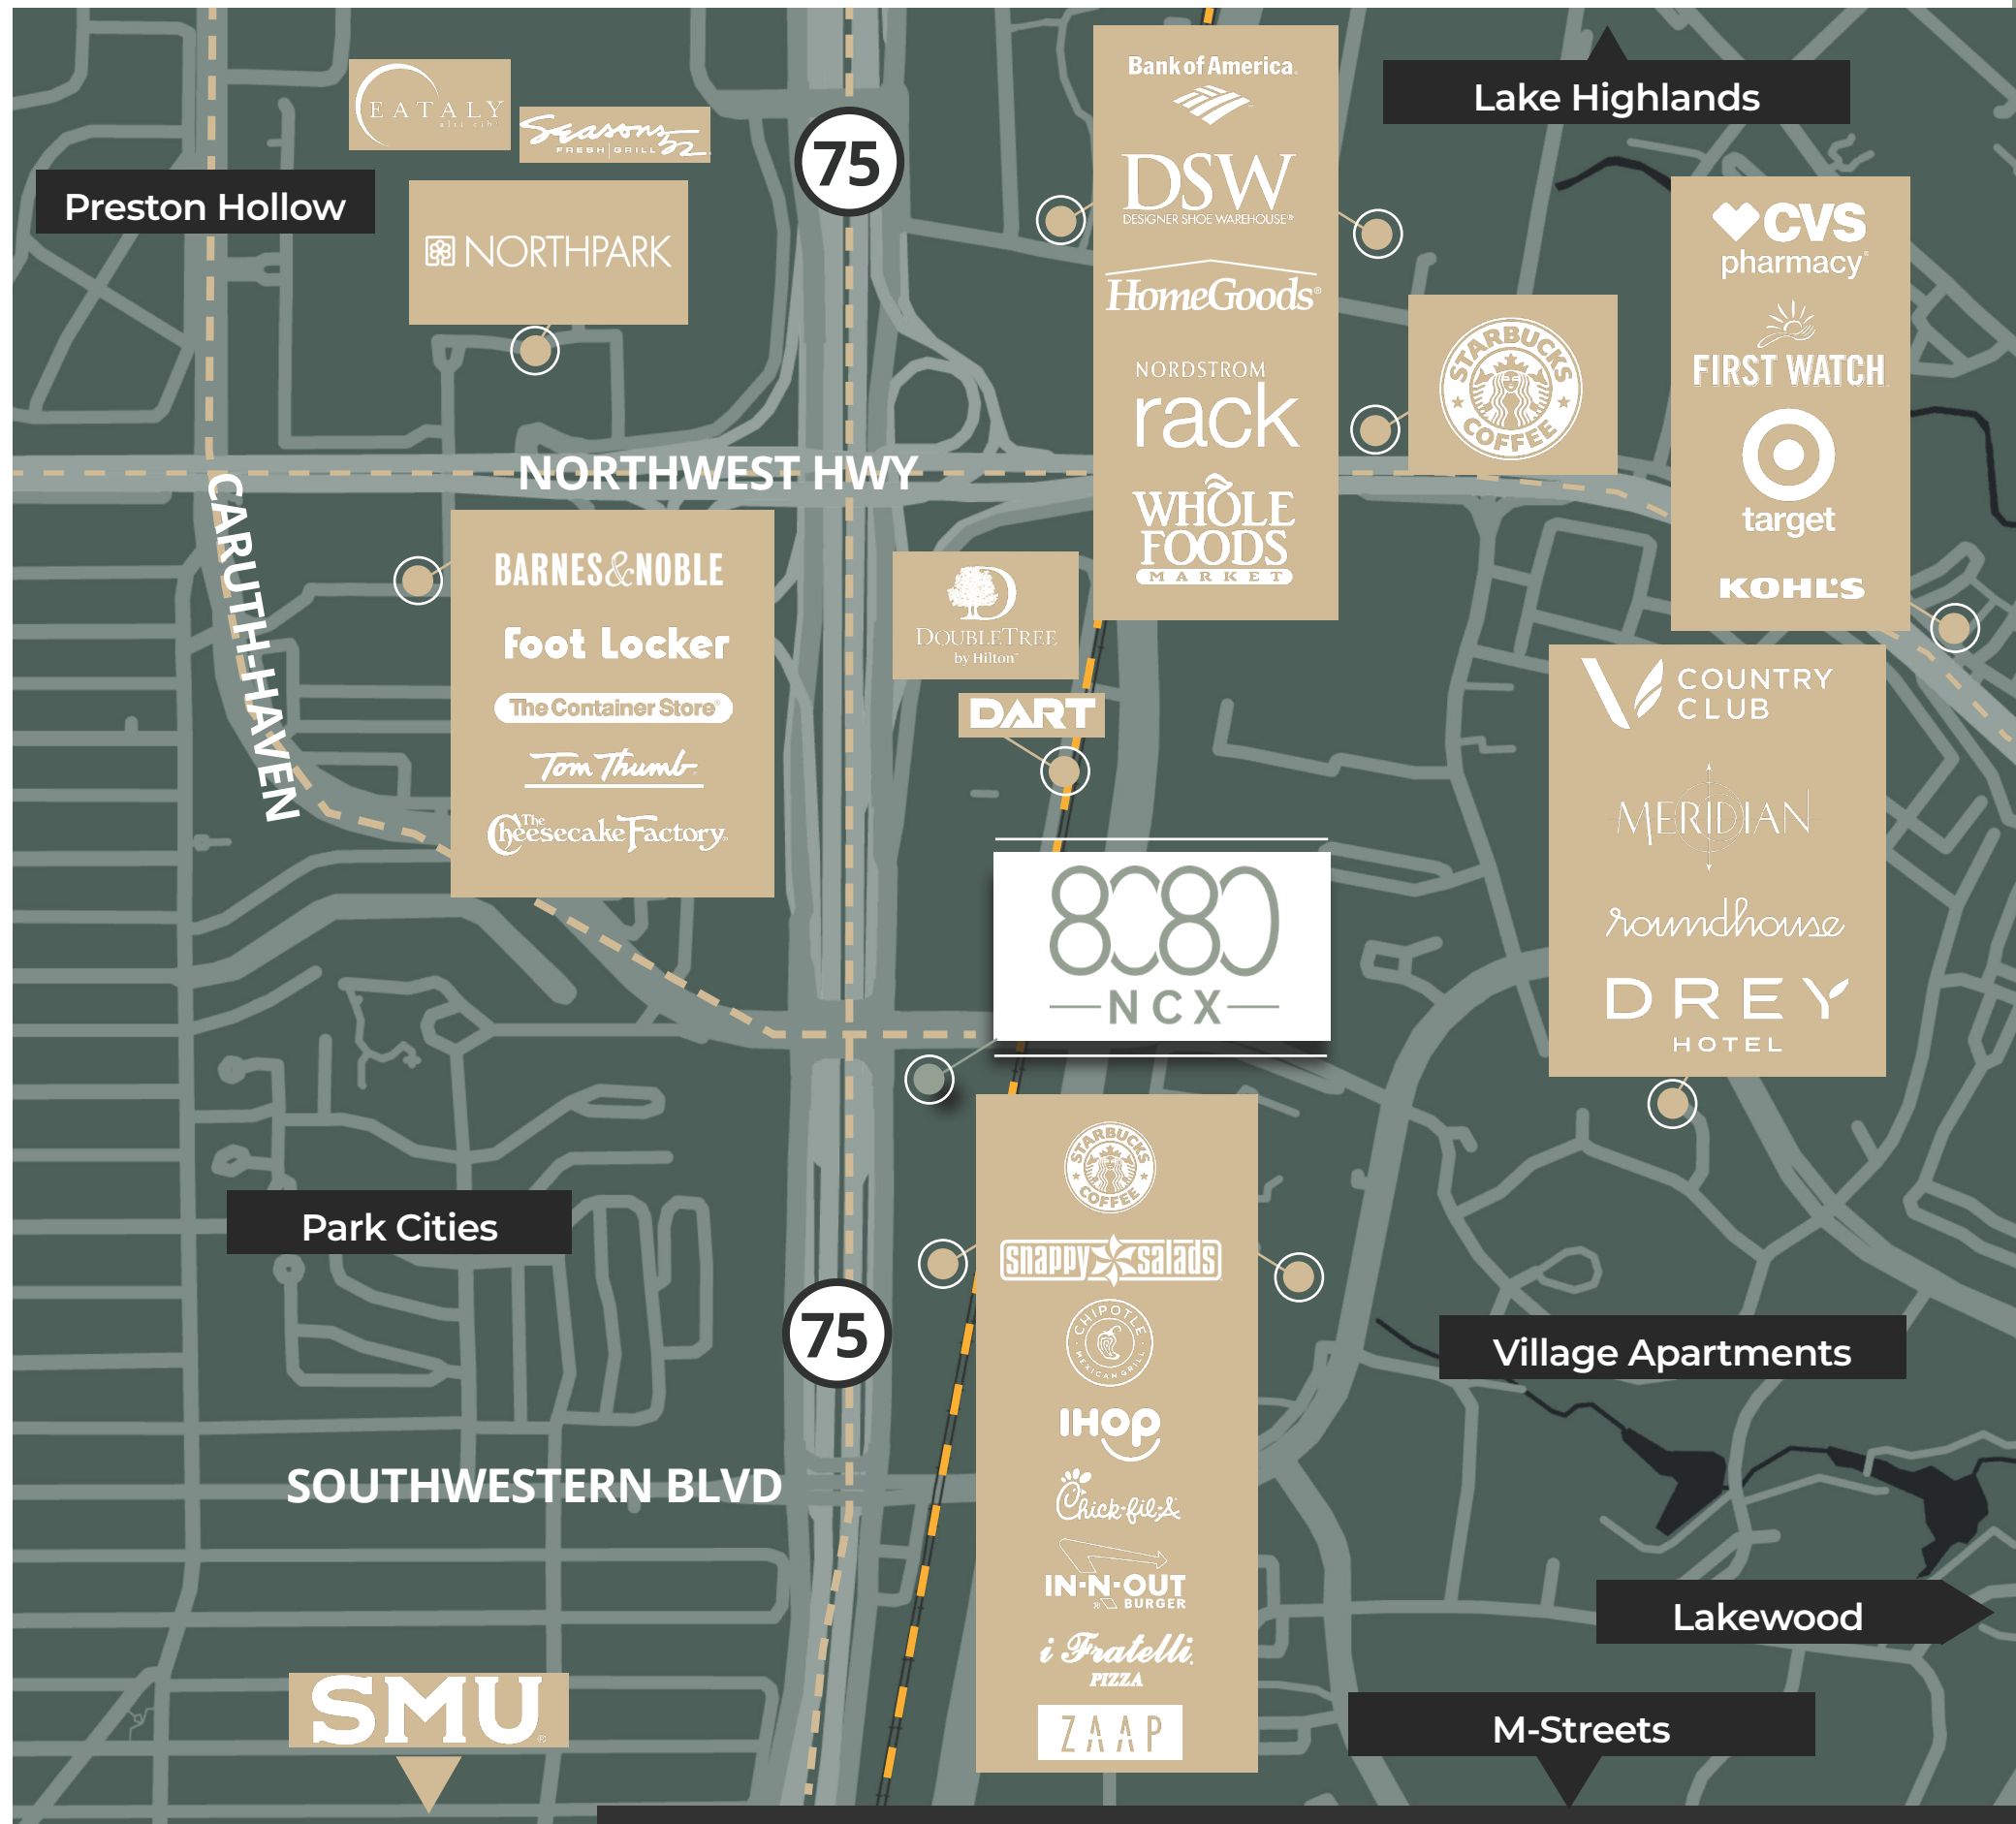 EATALY
alti cibi
Seasons 52
FRESH | GRILL
Preston Hollow
NORTHPARK
75
Bank of America
DSW
DESIGNER SHOE WAREHOUSE®
HomeGoods®
NORDSTROM
rack
WHOLE
FOODS
MARKET
Lake Highlands
STARBUCKS
COFFEE
CVS
pharmacy®
FIRST WATCH
target
KOHL'S
NORTHWEST HWY
CARUTH-HAVEN
BARNES&NOBLE
Foot Locker
The Container Store®
Tom Thumb
The Cheesecake Factory
DOUBLETREE
by Hilton™
DART
COUNTRY
CLUB
MERIDIAN
roundhouse
DREY
HOTEL
8080
NCX
STARBUCKS
COFFEE
snappy salads
CHIPOTLE
MEXICAN GRILL
IHOP
Chick-fil-A
IN-N-OUT
BURGER
i Fratelli
PIZZA
ZAAP
Park Cities
75
Village Apartments
SOUTHWESTERN BLVD
Lakewood
SMU®
M-Streets